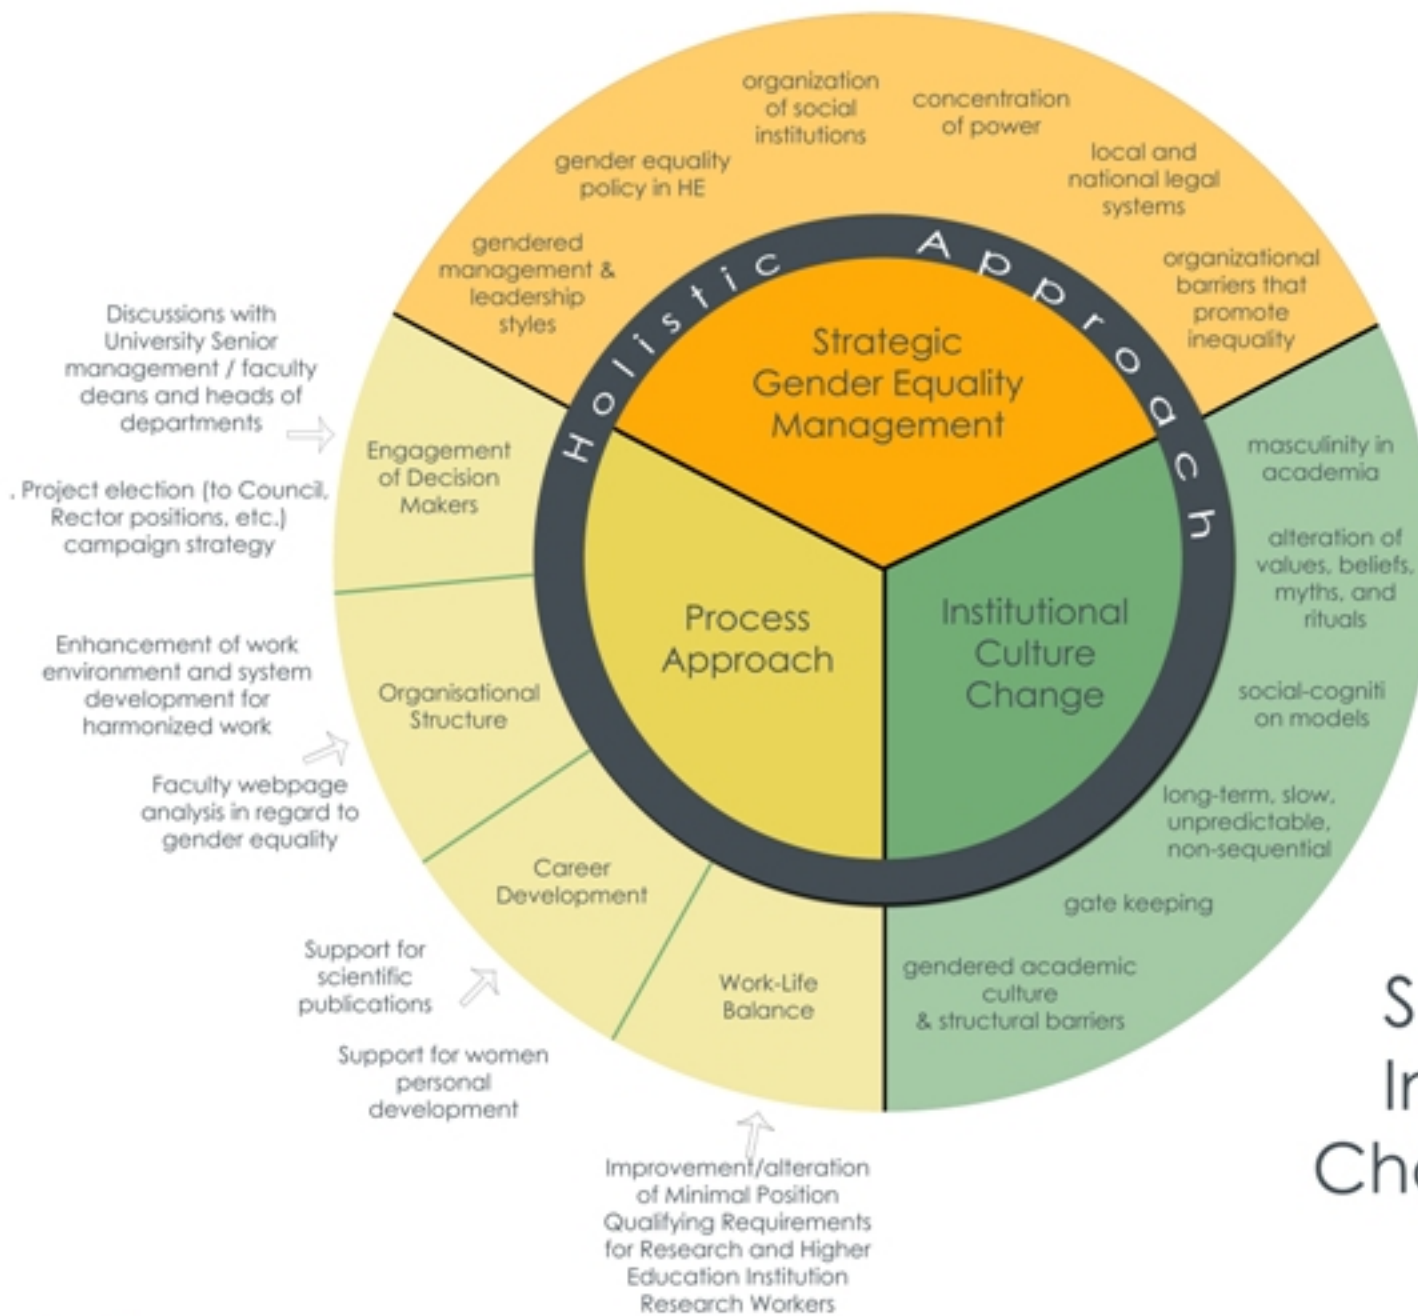 organization
of social
institutions
concentration
of power
gender equality
policy in HE
local and
national legal
systems
gendered
management &
leadership
styles
organizational
barriers that
promote
inequality
Holistic Approach
Strategic
Gender Equality
Management
Process
Approach
Institutional
Culture
Change
Discussions with
University Senior
management / faculty
deans and heads of
departments
. Project election (to Council,
Rector positions, etc.)
campaign strategy
Engagement
of Decision
Makers
Enhancement of work
environment and system
development for
harmonized work
Faculty webpage
analysis in regard to
gender equality
Organisational
Structure
Career
Development
Support for
scientific
publications
Support for women
personal
development
Work-Life
Balance
Improvement/alteration
of Minimal Position
Qualifying Requirements
for Research and Higher
Education Institution
Research Workers
masculinity in
academia
alteration of
values, beliefs,
myths, and
rituals
social-cogniti
on models
long-term, slow,
unpredictable,
non-sequential
gate keeping
gendered academic
culture
& structural barriers